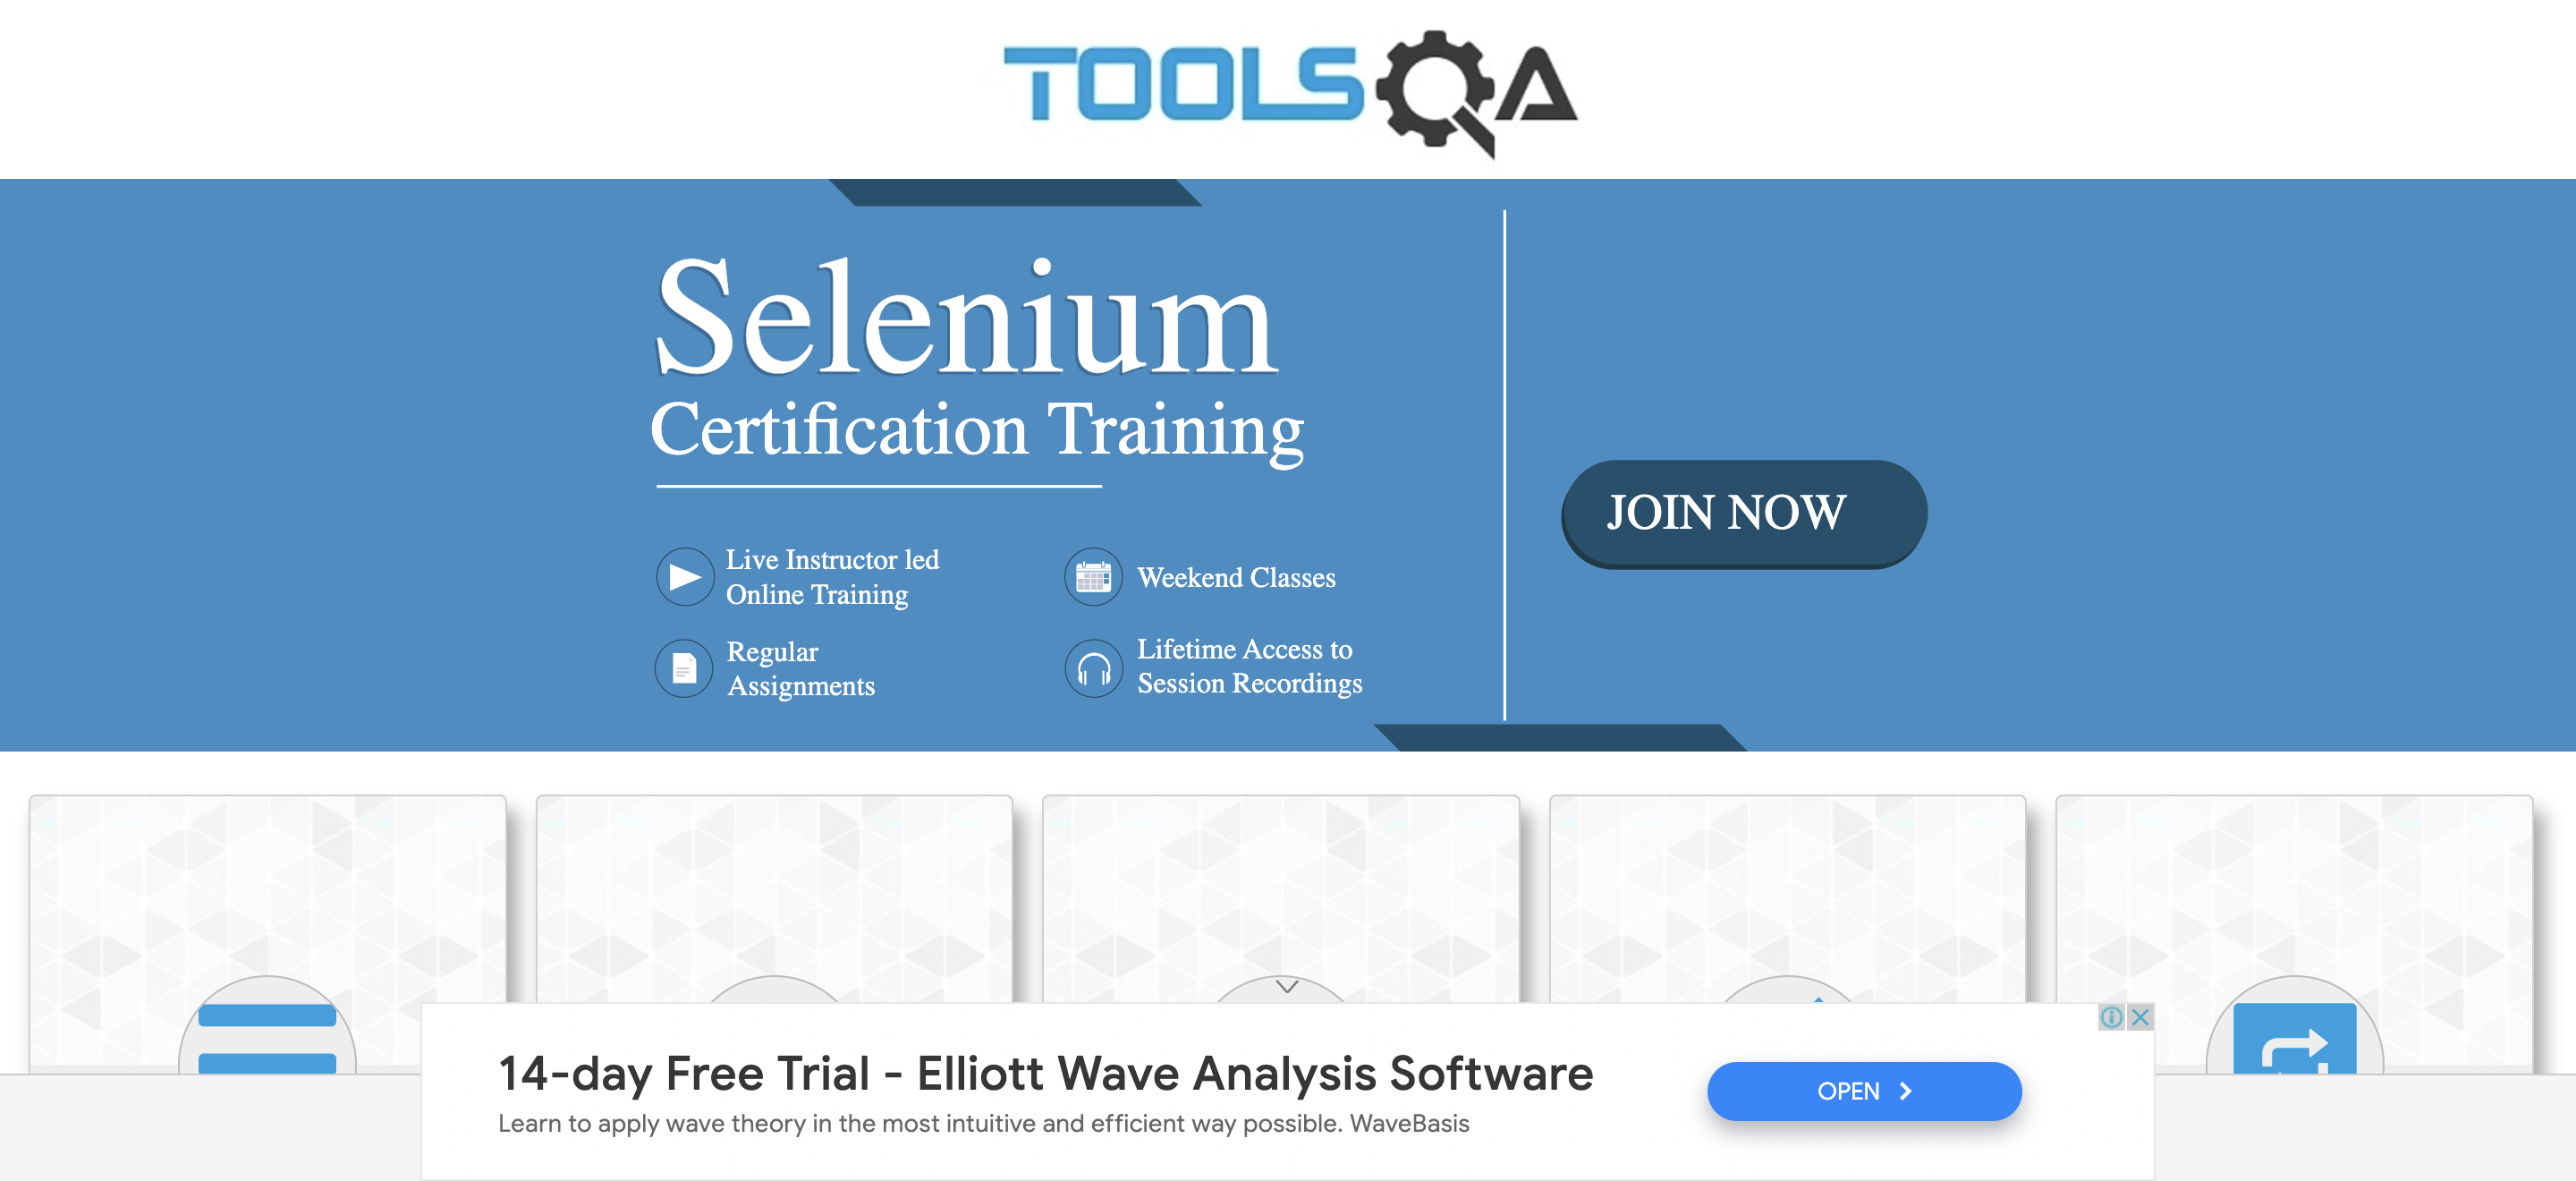 TOOLSQA
Selenium
Certification Training
JOIN NOW
Live Instructor led
Online Training
Weekend Classes
Regular
Assignments
Lifetime Access to
Session Recordings
14-day Free Trial - Elliott Wave Analysis Software
Learn to apply wave theory in the most intuitive and efficient way possible. WaveBasis
OPEN